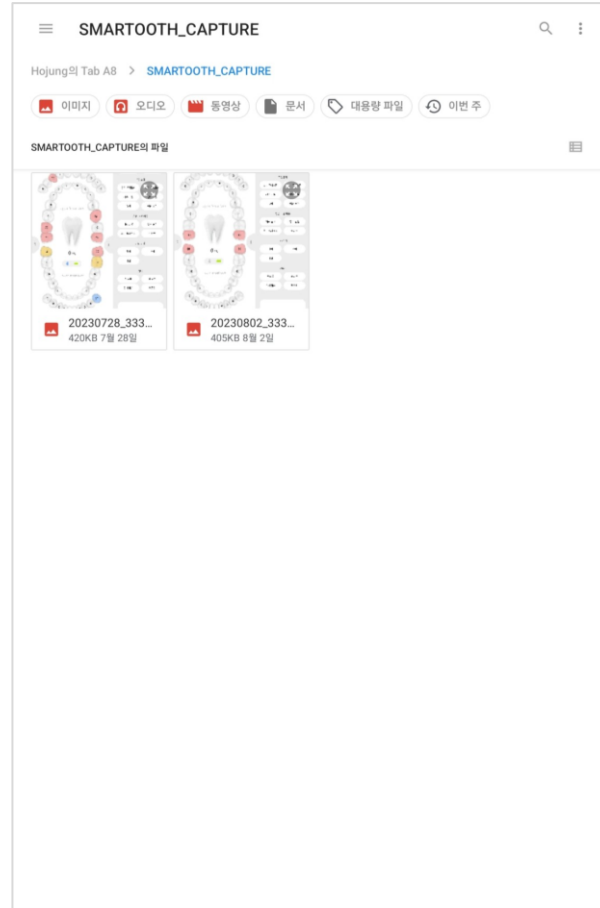 SMARTOOTH_CAPTURE
Hojung의 Tab A8 > SMARTOOTH_CAPTURE
이미지 오디오 동영상 문서 대용량 파일 이번 주
SMARTOOTH_CAPTURE의 파일
20230728_333... 20230802_333...
420KB 7월 28일 405KB 8월 2일